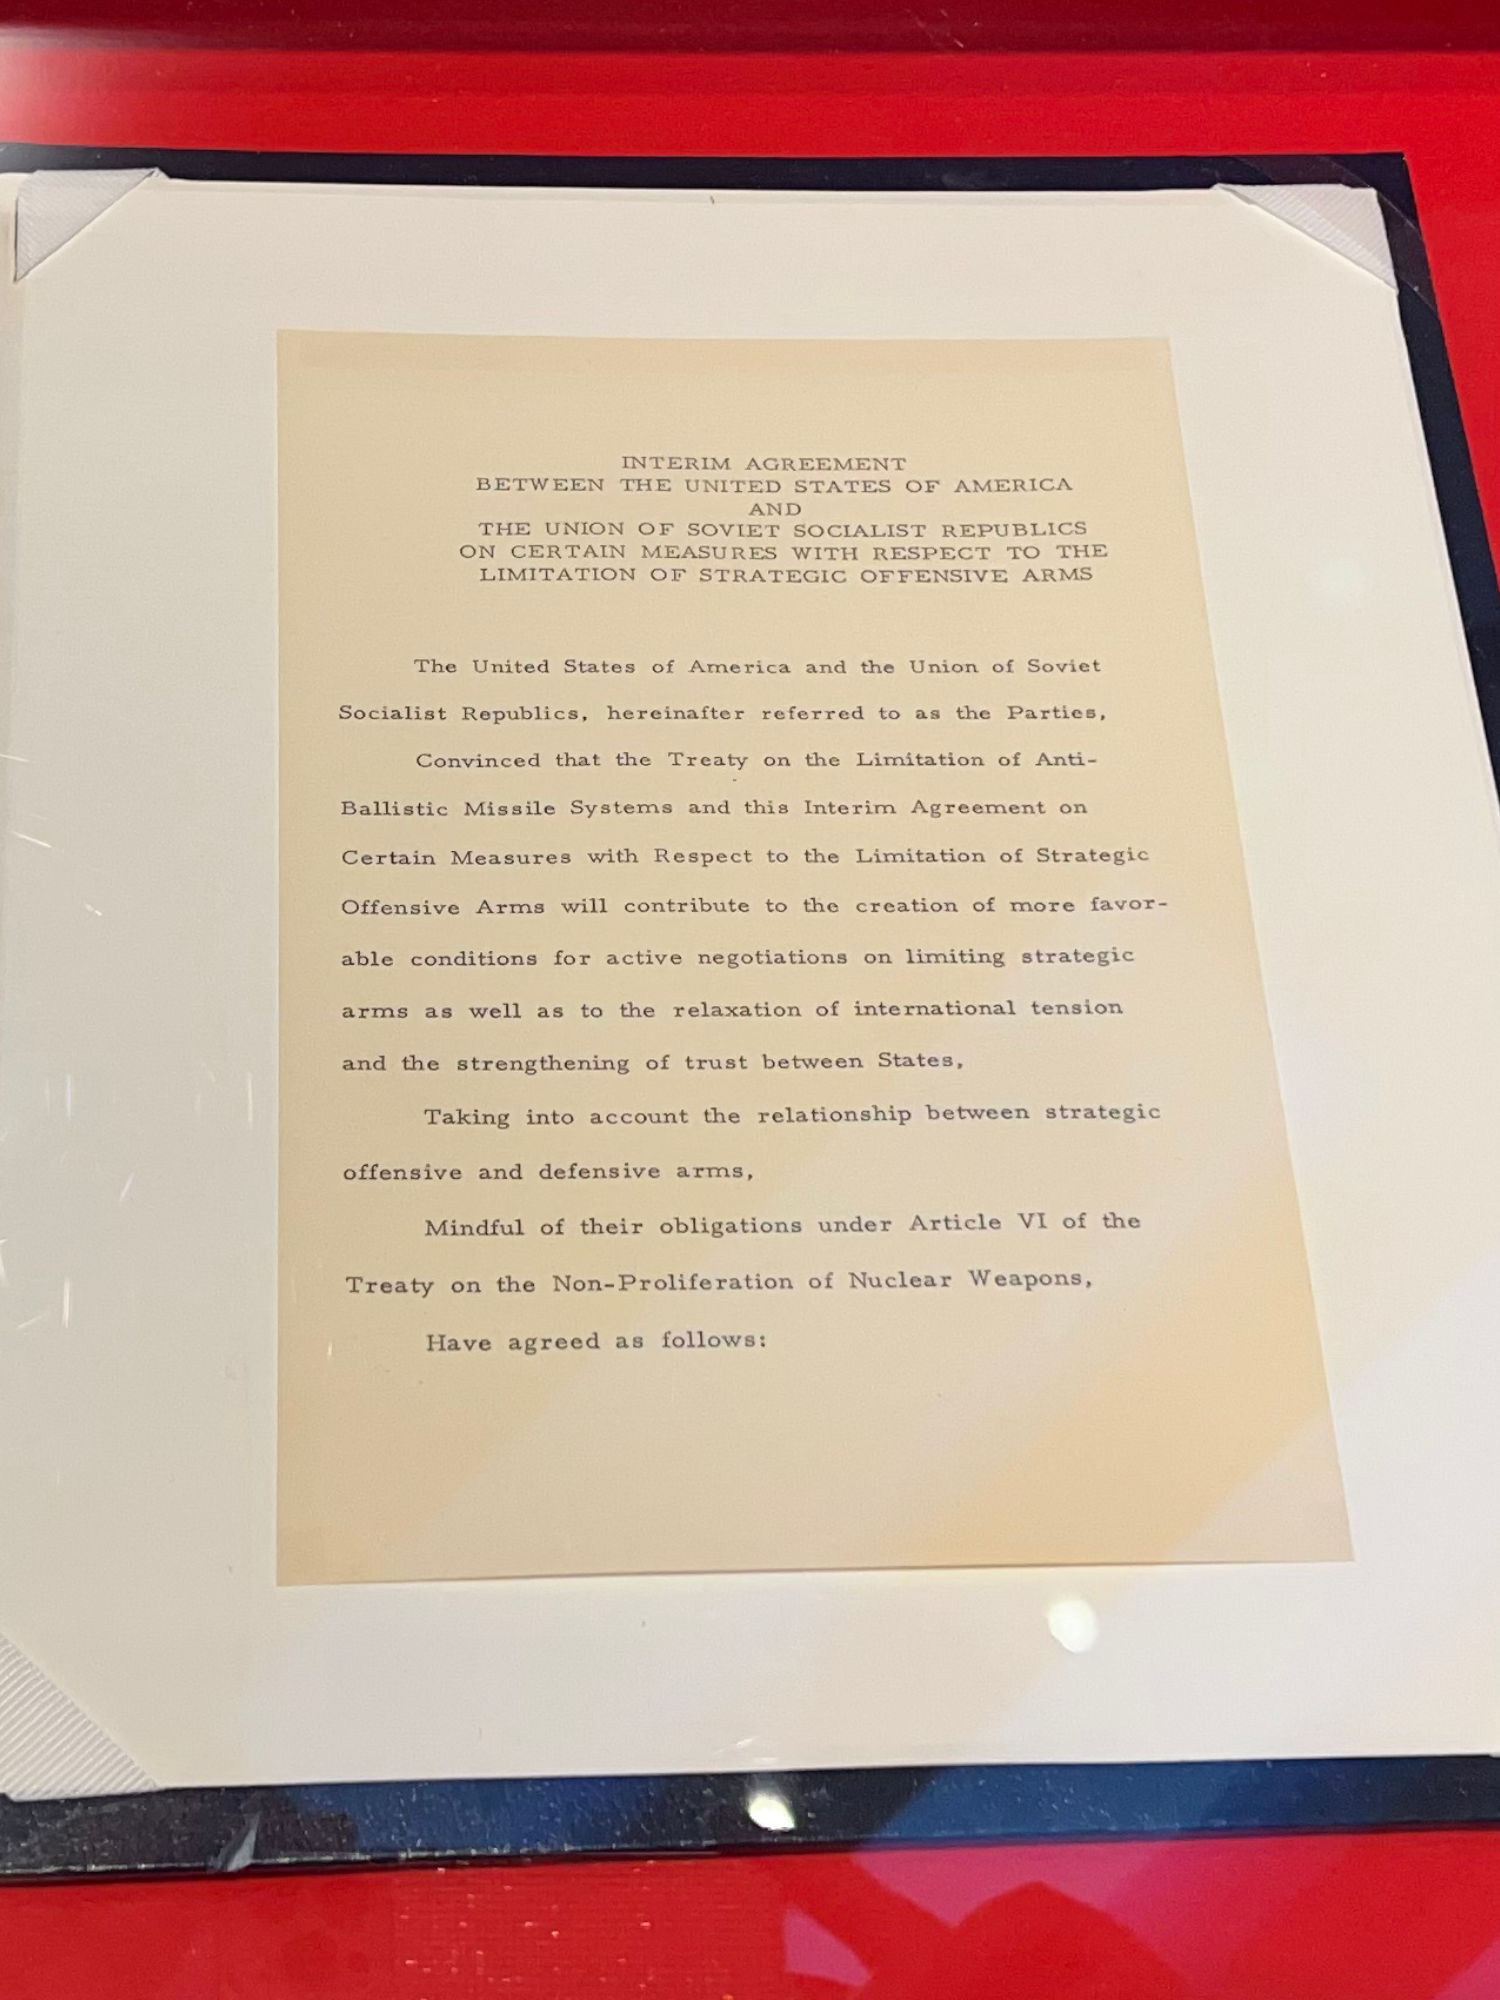 INTERIM AGREEMENT
BETWEEN THE UNITED STATES OF AMERICA
AND
THE UNION OF SOVIET SOCIALIST REPUBLICS
ON CERTAIN MEASURES WITH RESPECT TO THE
LIMITATION OF STRATEGIC OFFENSIVE ARMS
The United States of America and the Union of Soviet
Socialist Republics, hereinafter referred to as the Parties,
Convinced that the Treaty on the Limitation of Anti-
Ballistic Missile Systems and this Interim Agreement on
Certain Measures with Respect to the Limitation of Strategic
Offensive Arms will contribute to the creation of more favor-
able conditions for active negotiations on limiting strategic
arms as well as to the relaxation of international tension
and the strengthening of trust between States,
Taking into account the relationship between strategic
offensive and defensive arms,
Mindful of their obligations under Article VI of the
Treaty on the Non-Proliferation of Nuclear Weapons,
Have agreed as follows: